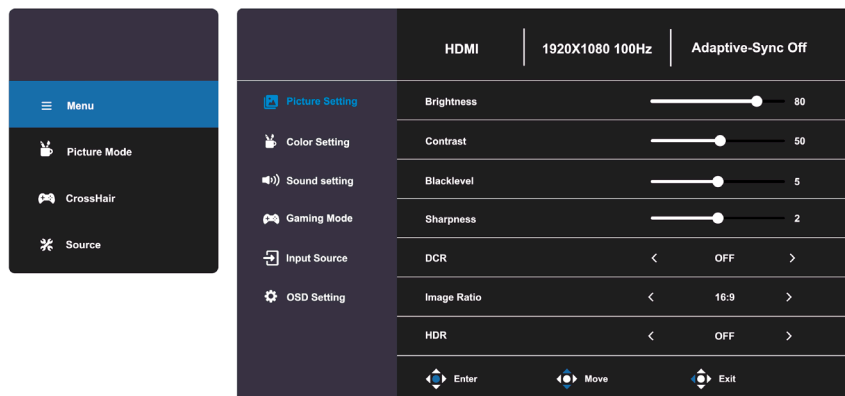 Menu
Picture Mode
CrossHair
Source
HDMI 1920X1080 100Hz Adaptive-Sync Off
Picture Setting
Color Setting
Sound setting
Gaming Mode
Input Source
OSD Setting
Brightness 80
Contrast 50
Blacklevel 5
Sharpness 2
DCR OFF
Image Ratio 16:9
HDR OFF
Enter Move Exit